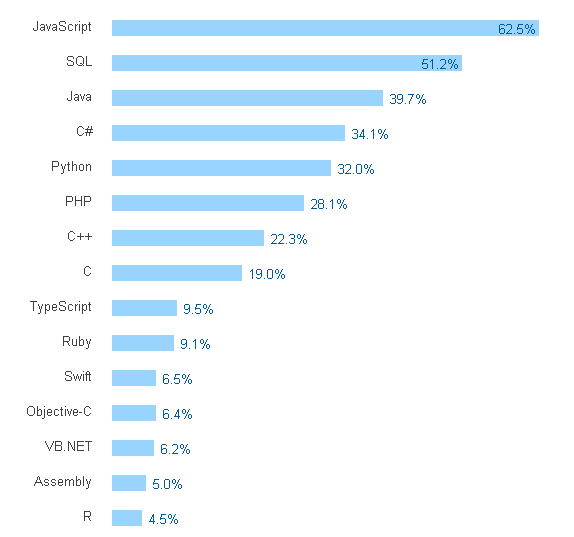 JavaScript 62.5%
SQL 51.2%
Java 39.7%
C# 34.1%
Python 32.0%
PHP 28.1%
C++ 22.3%
C 19.0%
TypeScript 9.5%
Ruby 9.1%
Swift 6.5%
Objective-C 6.4%
VB.NET 6.2%
Assembly 5.0%
R 4.5%